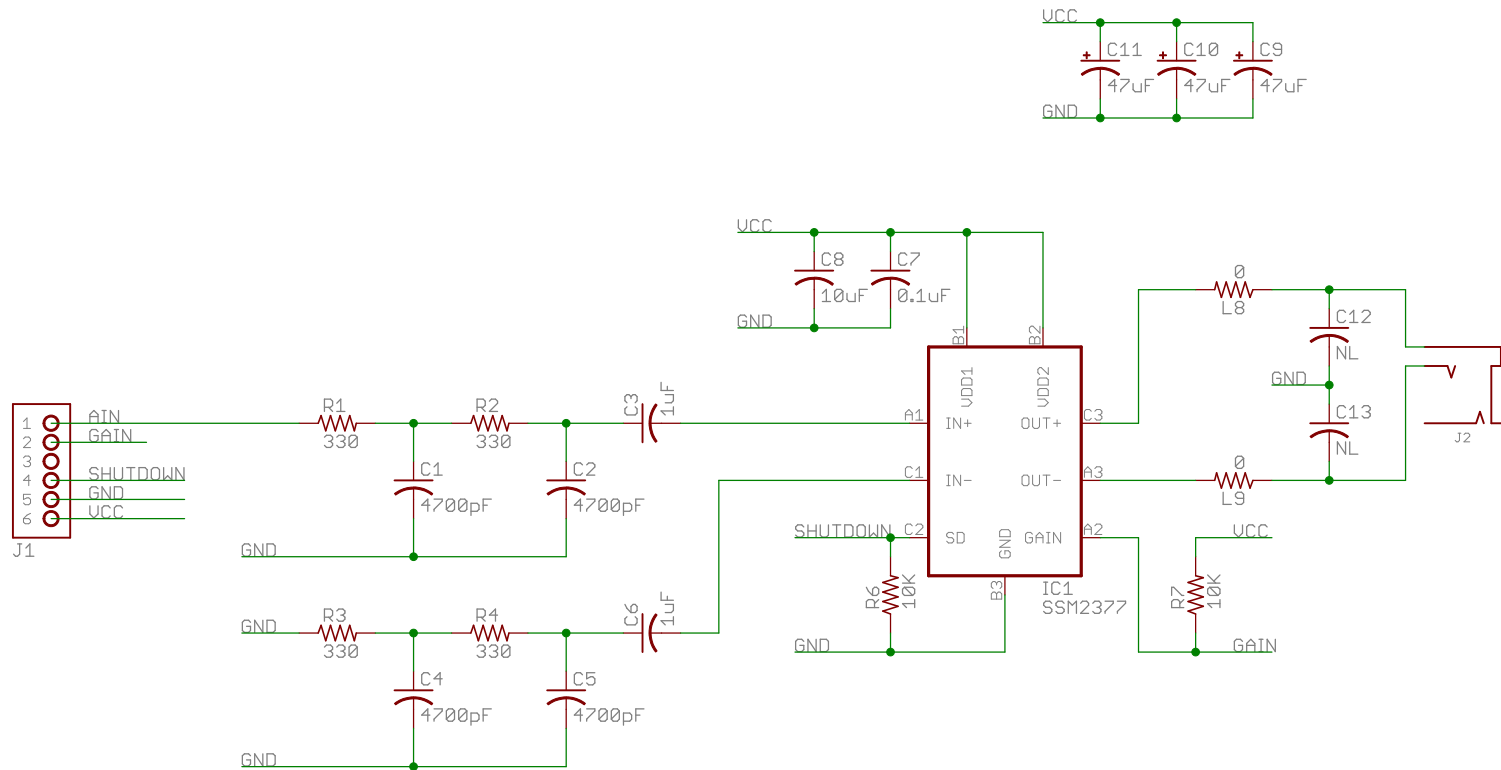 VCC
C11
C10
C9
47uF
47uF
47uF
GND
VCC
C8
C7
10uF
0.1uF
GND
0
L8
C12
NL
GND
C13
NL
J2
0
L9
B1
B2
VDD1
VDD2
A1
IN+
OUT+
C3
C1
IN-
OUT-
A3
C2
SD
GND
GAIN
A2
B3
IC1
SSM2377
1
2
3
4
5
6
AIN
GAIN
SHUTDOWN
GND
VCC
J1
R1
330
R2
330
C3
1uF
C1
4700pF
C2
4700pF
GND
GND
R3
330
R4
330
C6
1uF
C4
4700pF
C5
4700pF
GND
SHUTDOWN
R6
10K
GND
VCC
R7
10K
GAIN